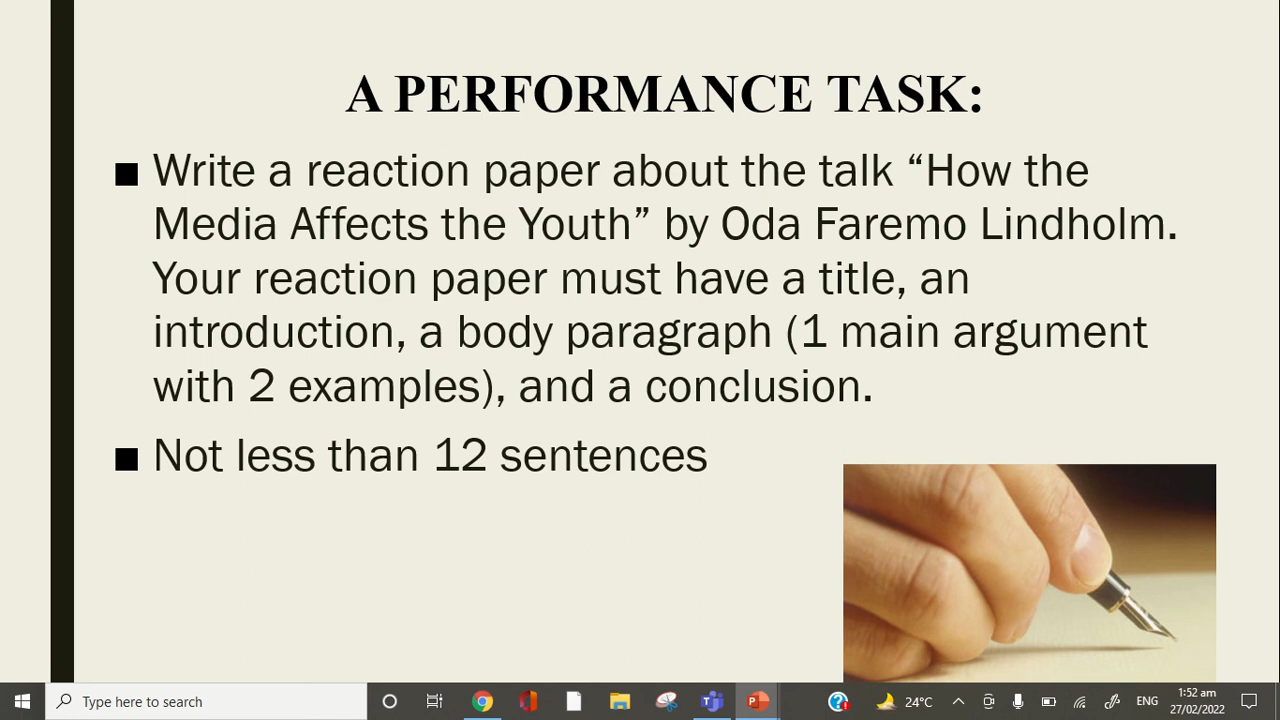 A PERFORMANCE TASK:
■ Write a reaction paper about the talk “How the
Media Affects the Youth” by Oda Faremo Lindholm.
Your reaction paper must have a title, an
introduction, a body paragraph (1 main argument
with 2 examples), and a conclusion.
■ Not less than 12 sentences
Type here to search
24°C
ENG
1:52 am
27/02/2022